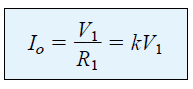 I_o = V_1 / R_1 = kV_1